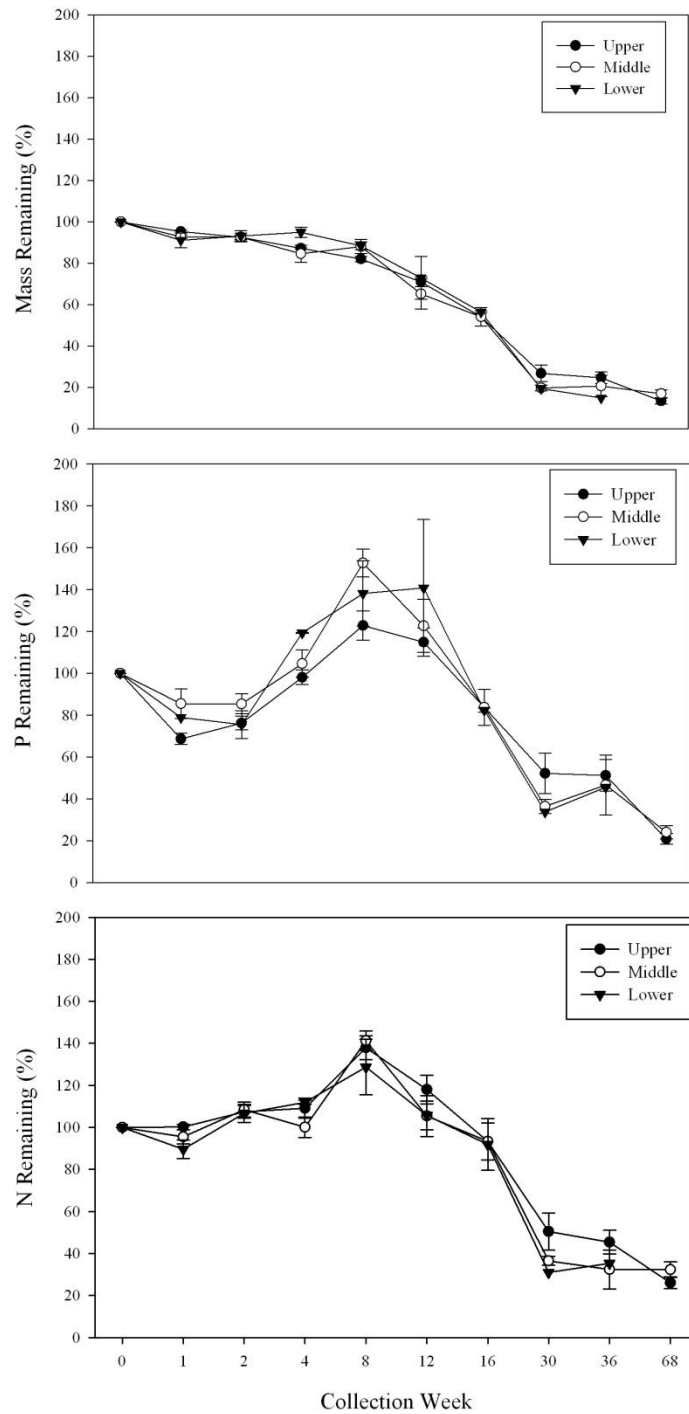 200
180
160
140
120
100
80
60
40
20
0
Mass Remaining (%)
Upper
Middle
Lower
200
180
160
140
120
100
80
60
40
20
0
P Remaining (%)
Upper
Middle
Lower
200
180
160
140
120
100
80
60
40
20
0
N Remaining (%)
Upper
Middle
Lower
0 1 2 4 8 12 16 30 36 68
Collection Week